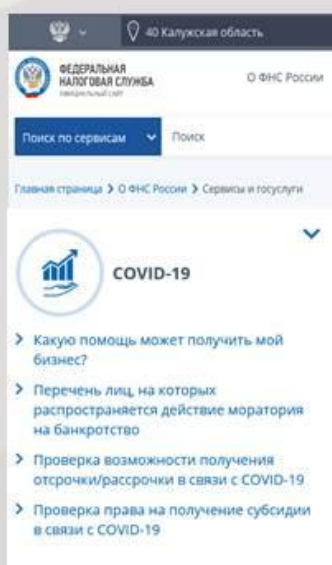 40 Калужская область
ФЕДЕРАЛЬНАЯ
НАЛОГОВАЯ СЛУЖБА
официальный сайт
О ФНС России
Поиск по сервисам
Поиск
Главная страница > О ФНС России > Сервисы и госуслуги
COVID-19
> Какую помощь может получить мой
бизнес?
> Перечень лиц, на которых
распространяется действие моратория
на банкротство
> Проверка возможности получения
отсрочки/рассрочки в связи с COVID-19
> Проверка права на получение субсидии
в связи с COVID-19